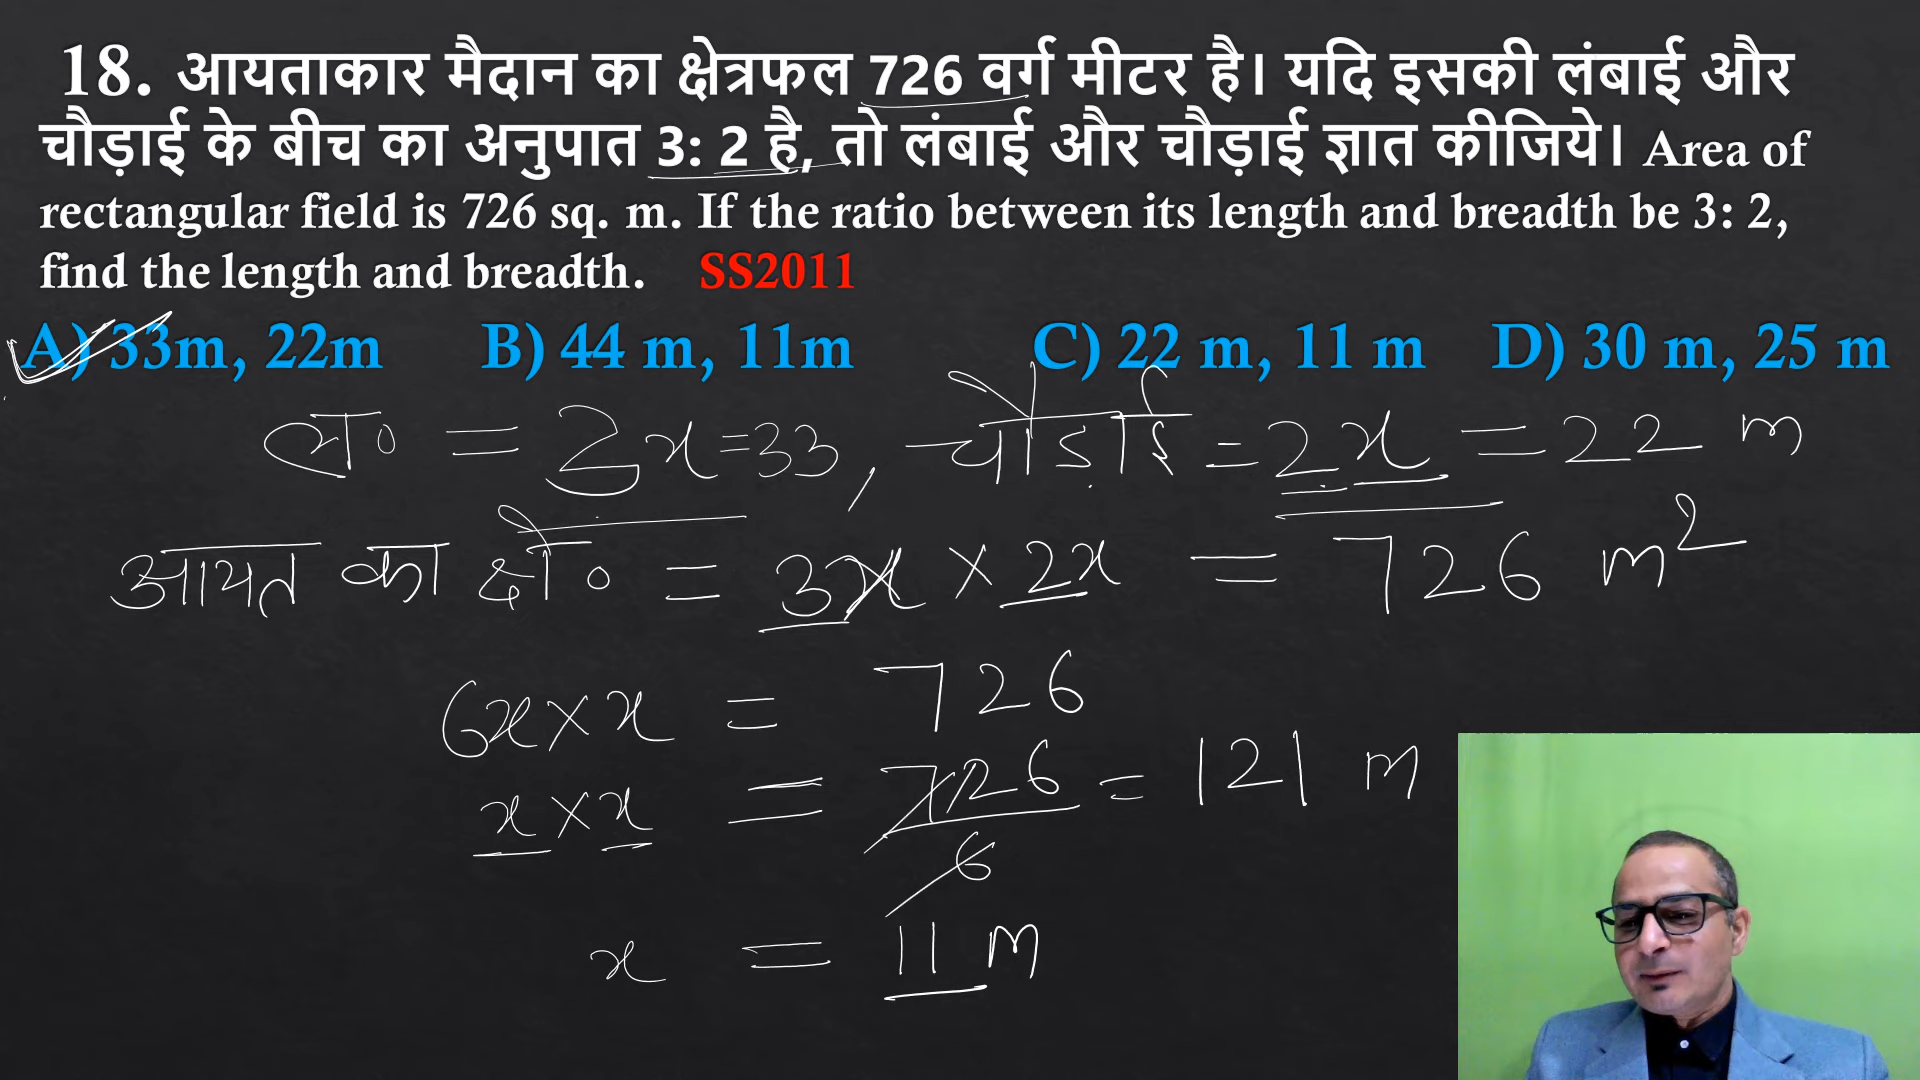 18. आयताकार मैदान का क्षेत्रफल 726 वर्ग मीटर है। यदि इसकी लंबाई और
चौड़ाई के बीच का अनुपात 3: 2 है, तो लंबाई और चौड़ाई ज्ञात कीजिये। Area of
rectangular field is 726 sq. m. If the ratio between its length and breadth be 3: 2,
find the length and breadth. SS2011
A) 33m, 22m B) 44 m, 11m C) 22 m, 11 m D) 30 m, 25 m
ल० = 3x = 33, चौड़ाई = 2x = 22 m
आयत का क्षे० = 3x × 2x = 726 m²
6x × x = 726
x × x = 726/6 = 121 m
x = 11 m